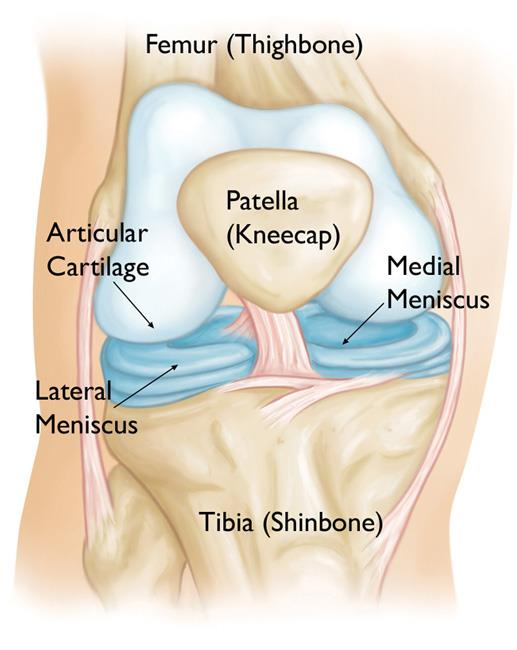 Femur (Thighbone)
Patella
(Kneecap)
Articular
Cartilage
Medial
Meniscus
Lateral
Meniscus
Tibia (Shinbone)